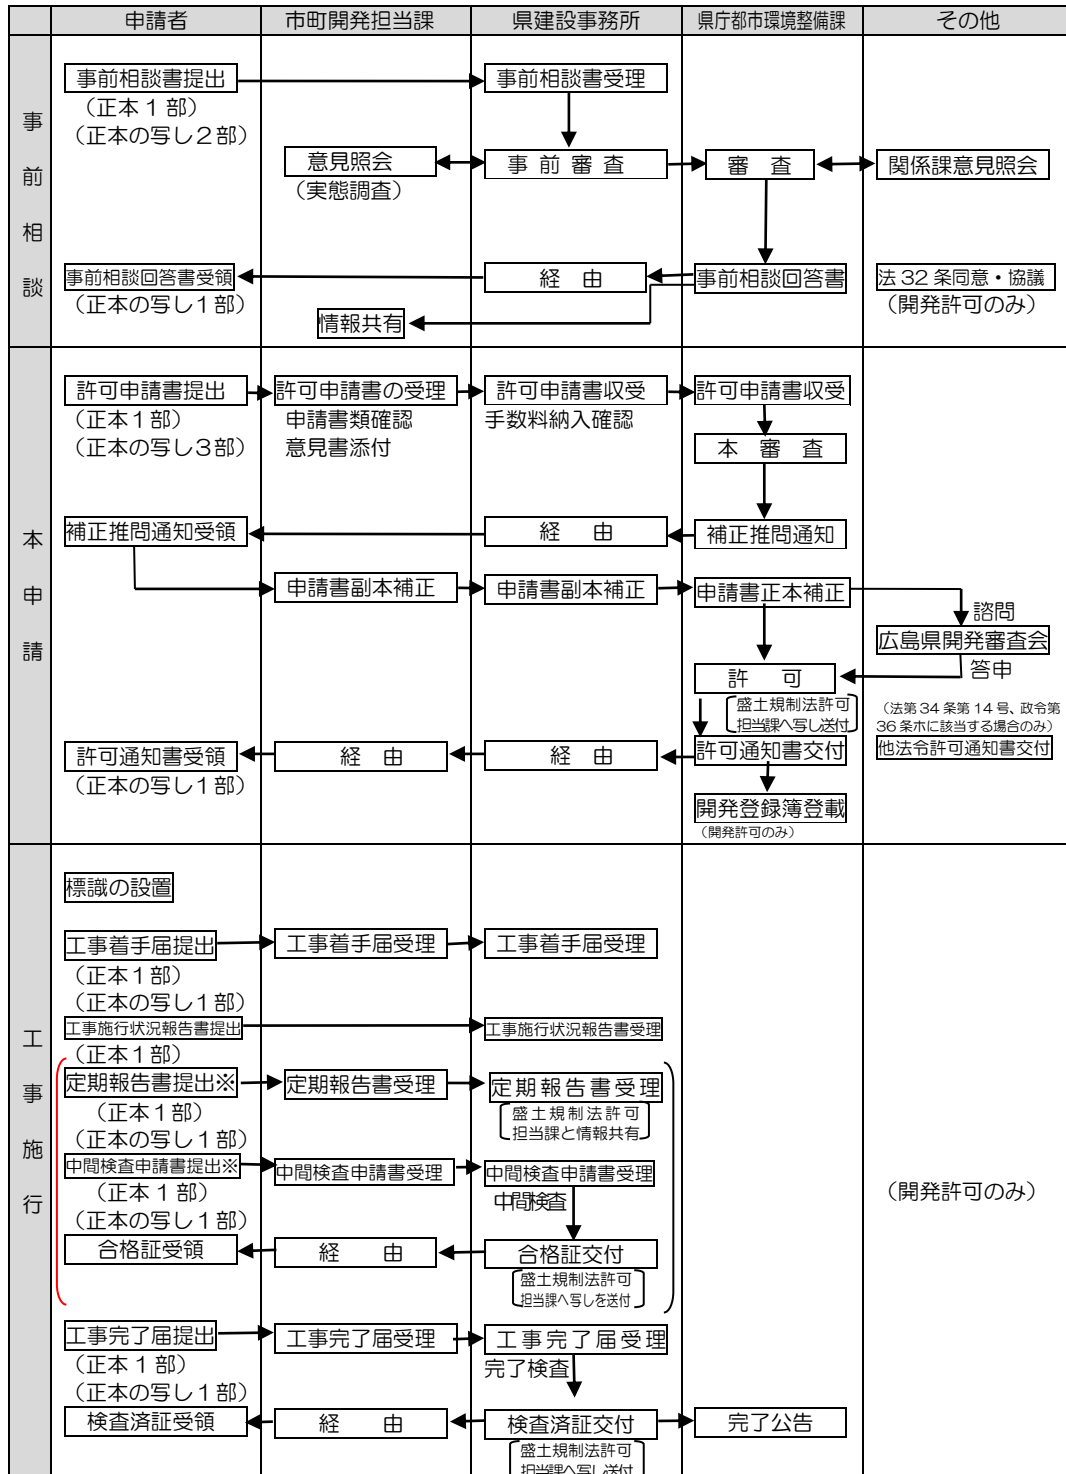 申請者
市町開発担当課
県建設事務所
県庁都市環境整備課
その他
事前相談
事前相談書提出
事前相談書受理
（正本１部）
（正本の写し２部）
意見照会
事前審査
審　査
関係課意見照会
（実態調査）
事前相談回答書受領
経　由
事前相談回答書
法 32 条同意・協議
（正本の写し１部）
（開発許可のみ）
情報共有
本申請
許可申請書提出
許可申請書の受理
許可申請書収受
許可申請書収受
（正本１部）
申請書類確認
手数料納入確認
（正本の写し３部）
意見書添付
本　審　査
補正推問通知受領
経　由
補正推問通知
申請書副本補正
申請書副本補正
申請書正本補正
諮問
広島県開発審査会
答申
許　可
盛土規制法許可
担当課へ写し送付
（法第 34 条第 14 号、政令第
36 条ホに該当する場合のみ）
許可通知書受領
経　由
経　由
許可通知書交付
他法令許可通知書交付
（正本の写し１部）
開発登録簿登載
（開発許可のみ）
工事施行
標識の設置
工事着手届提出
工事着手届受理
工事着手届受理
（正本１部）
（正本の写し１部）
工事施行状況報告書提出
工事施行状況報告書受理
（正本１部）
定期報告書提出※
定期報告書受理
定期報告書受理
（正本１部）
盛土規制法許可
担当課と情報共有
（正本の写し１部）
中間検査申請書提出※
中間検査申請書受理
中間検査申請書受理
（正本１部）
中間検査
（開発許可のみ）
（正本の写し１部）
合格証受領
経　由
合格証交付
盛土規制法許可
担当課へ写しを送付
工事完了届提出
工事完了届受理
工事完了届受理
（正本１部）
完了検査
（正本の写し１部）
検査済証受領
経　由
検査済証交付
完了公告
盛土規制法許可
担当課へ写し送付